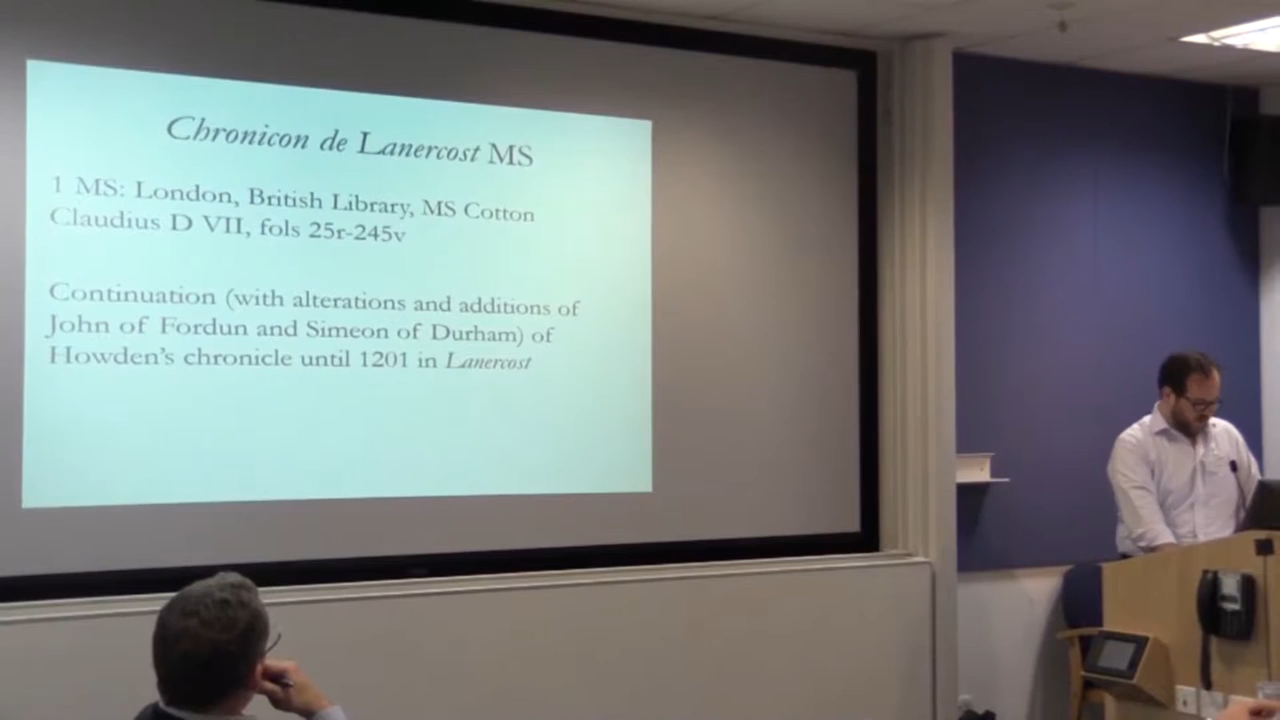 Chronicon de Lanercost MS
1 MS: London, British Library, MS Cotton
Claudius D VII, fols 25r-245v
Continuation (with alterations and additions of
John of Fordun and Simeon of Durham) of
Howden's chronicle until 1201 in Lanercost